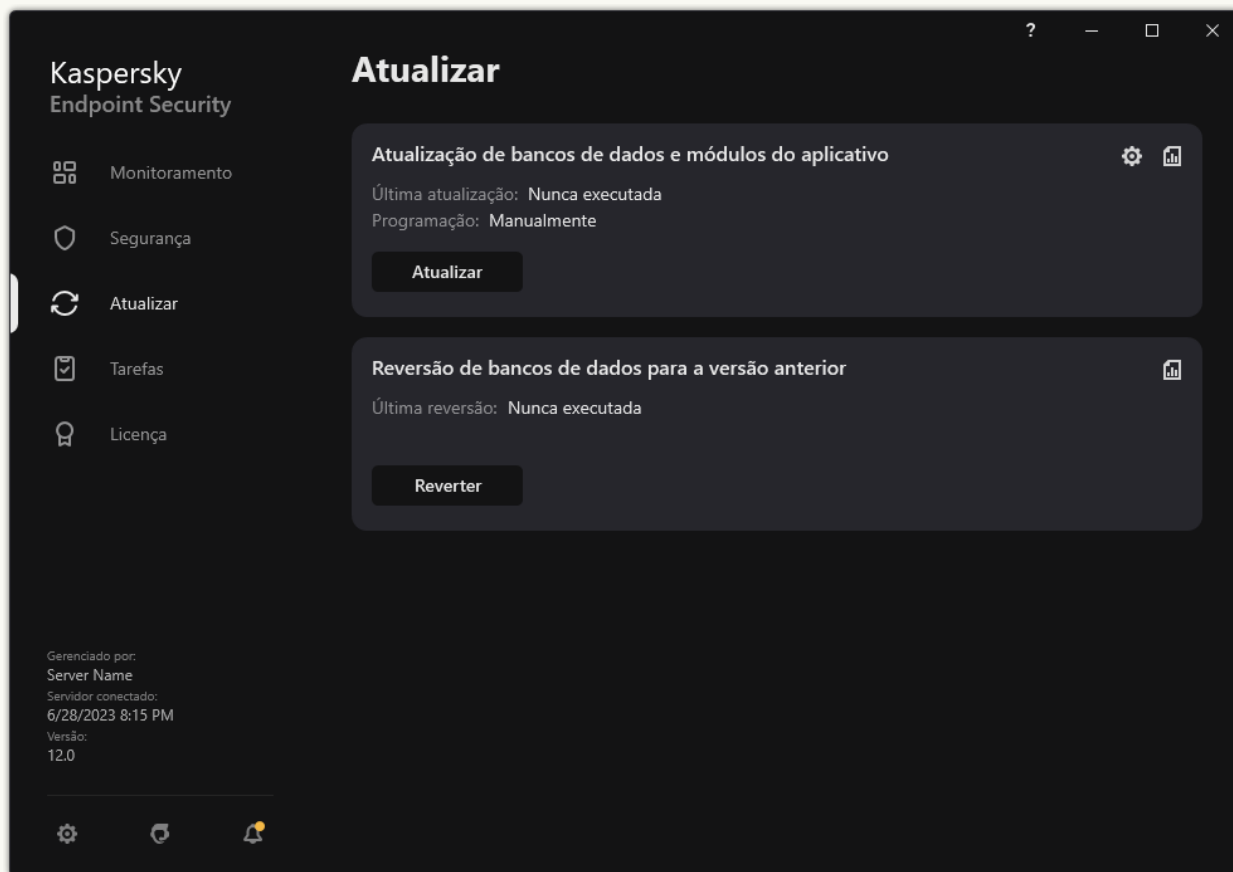 ?
Kaspersky
Endpoint Security
Monitoramento
Segurança
Atualizar
Tarefas
Licença
Gerenciado por:
Server Name
Servidor conectado:
6/28/2023 8:15 PM
Versão:
12.0
Atualizar
Atualização de bancos de dados e módulos do aplicativo
Última atualização: Nunca executada
Programação: Manualmente
Atualizar
Reversão de bancos de dados para a versão anterior
Última reversão: Nunca executada
Reverter